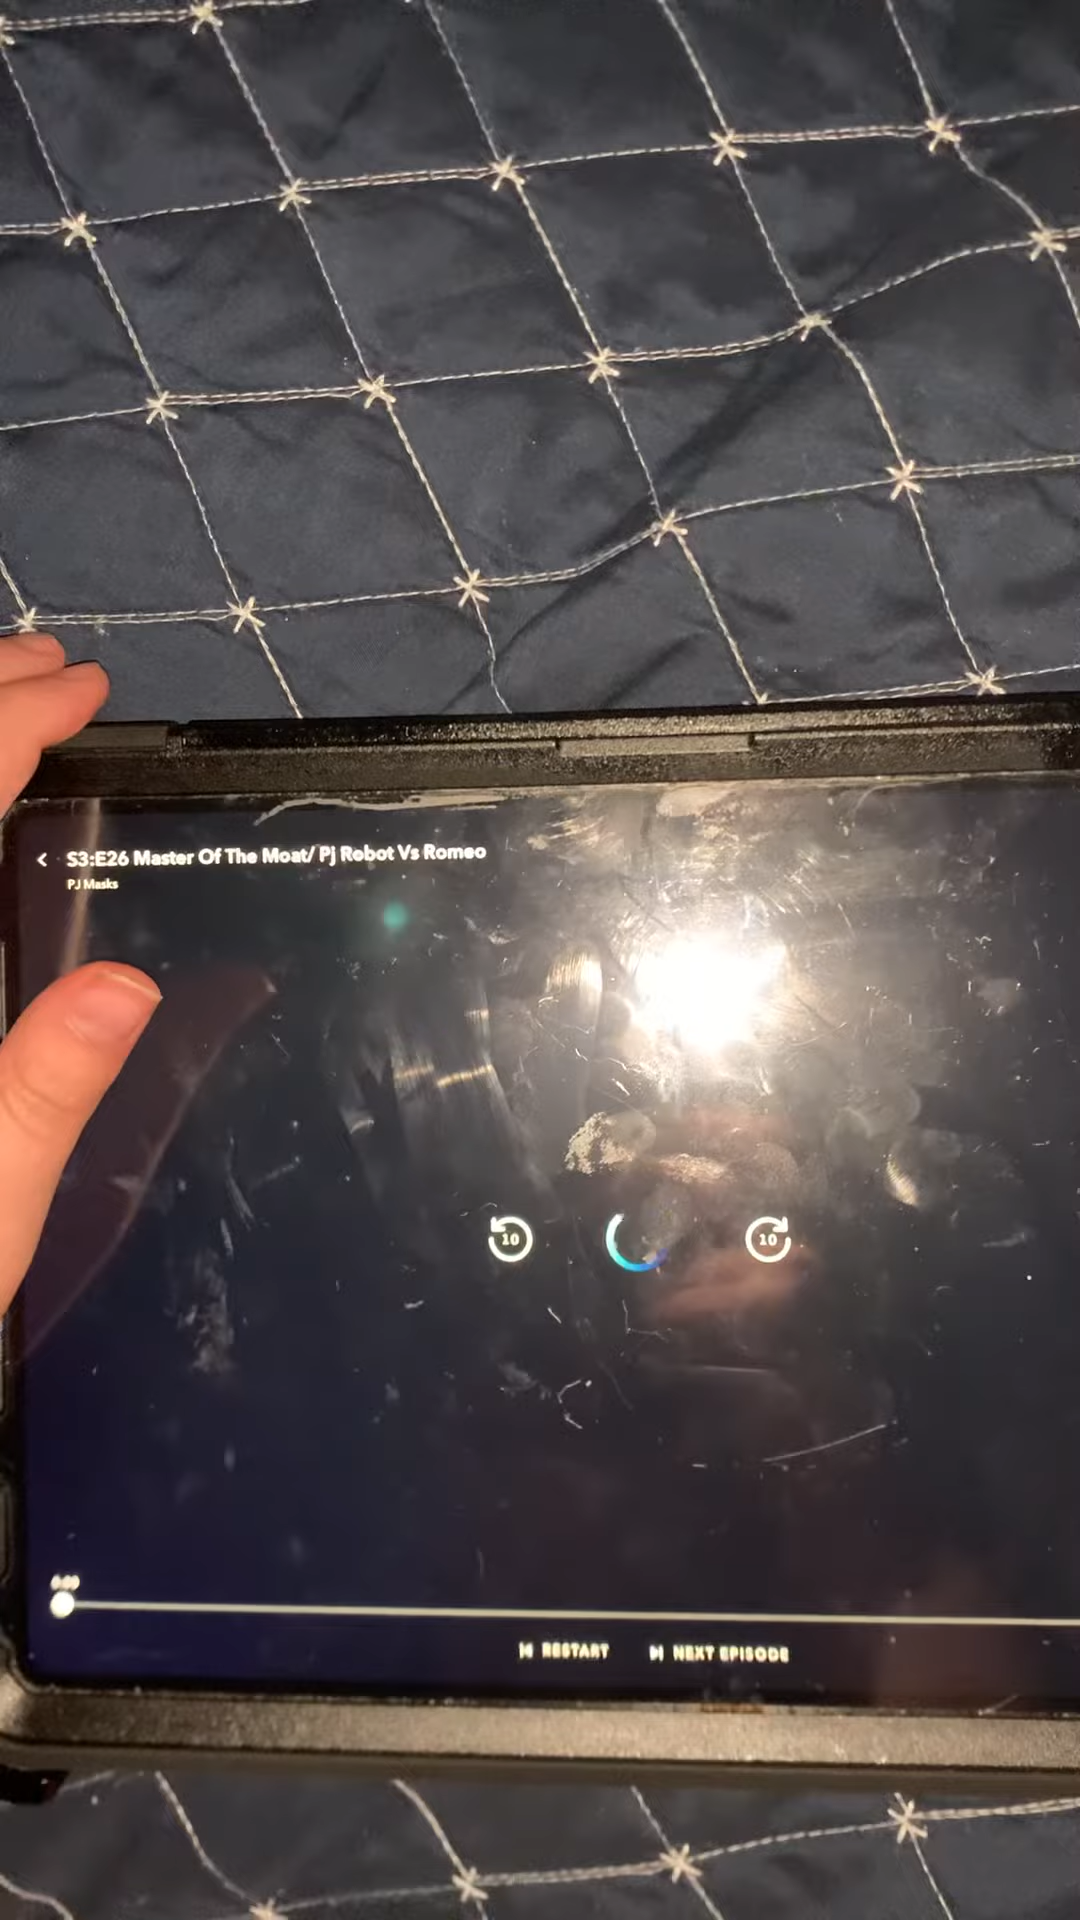 S3:E26 Master Of The Moat/ Pj Robot Vs Romeo
PJ Masks
10
10
RESTART
NEXT EPISODE